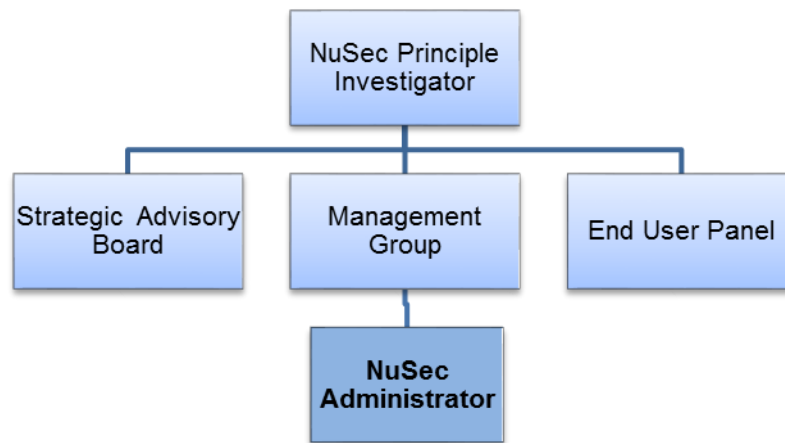 NuSec Principle
Investigator
Strategic Advisory
Board
Management
Group
End User Panel
NuSec
Administrator